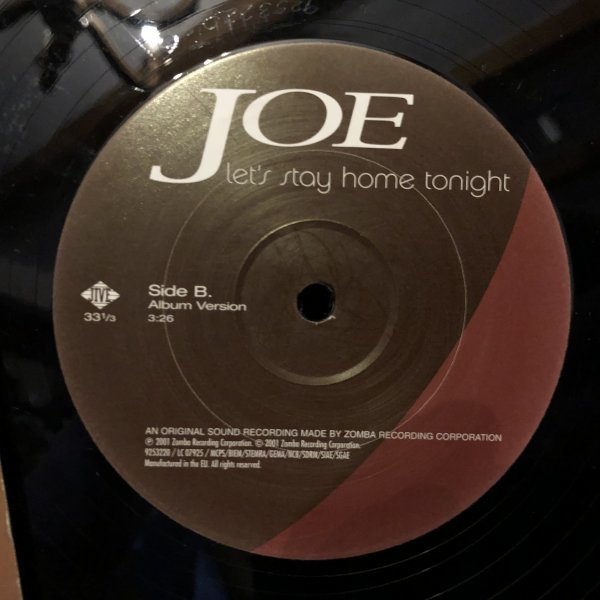 JOE
let's stay home tonight
JIVE
33 1/3
Side B.
Album Version
3:26
AN ORIGINAL SOUND RECORDING MADE BY ZOMBA RECORDING CORPORATION
℗ 2001 Zomba Recording Corporation. © 2001 Zomba Recording Corporation.
9253220 / LC 07925 / MCPS/BIEM/STEMRA/GEMA/NCB/SDRM/SIAE/SGAE
Manufactured in the EU. All rights reserved.